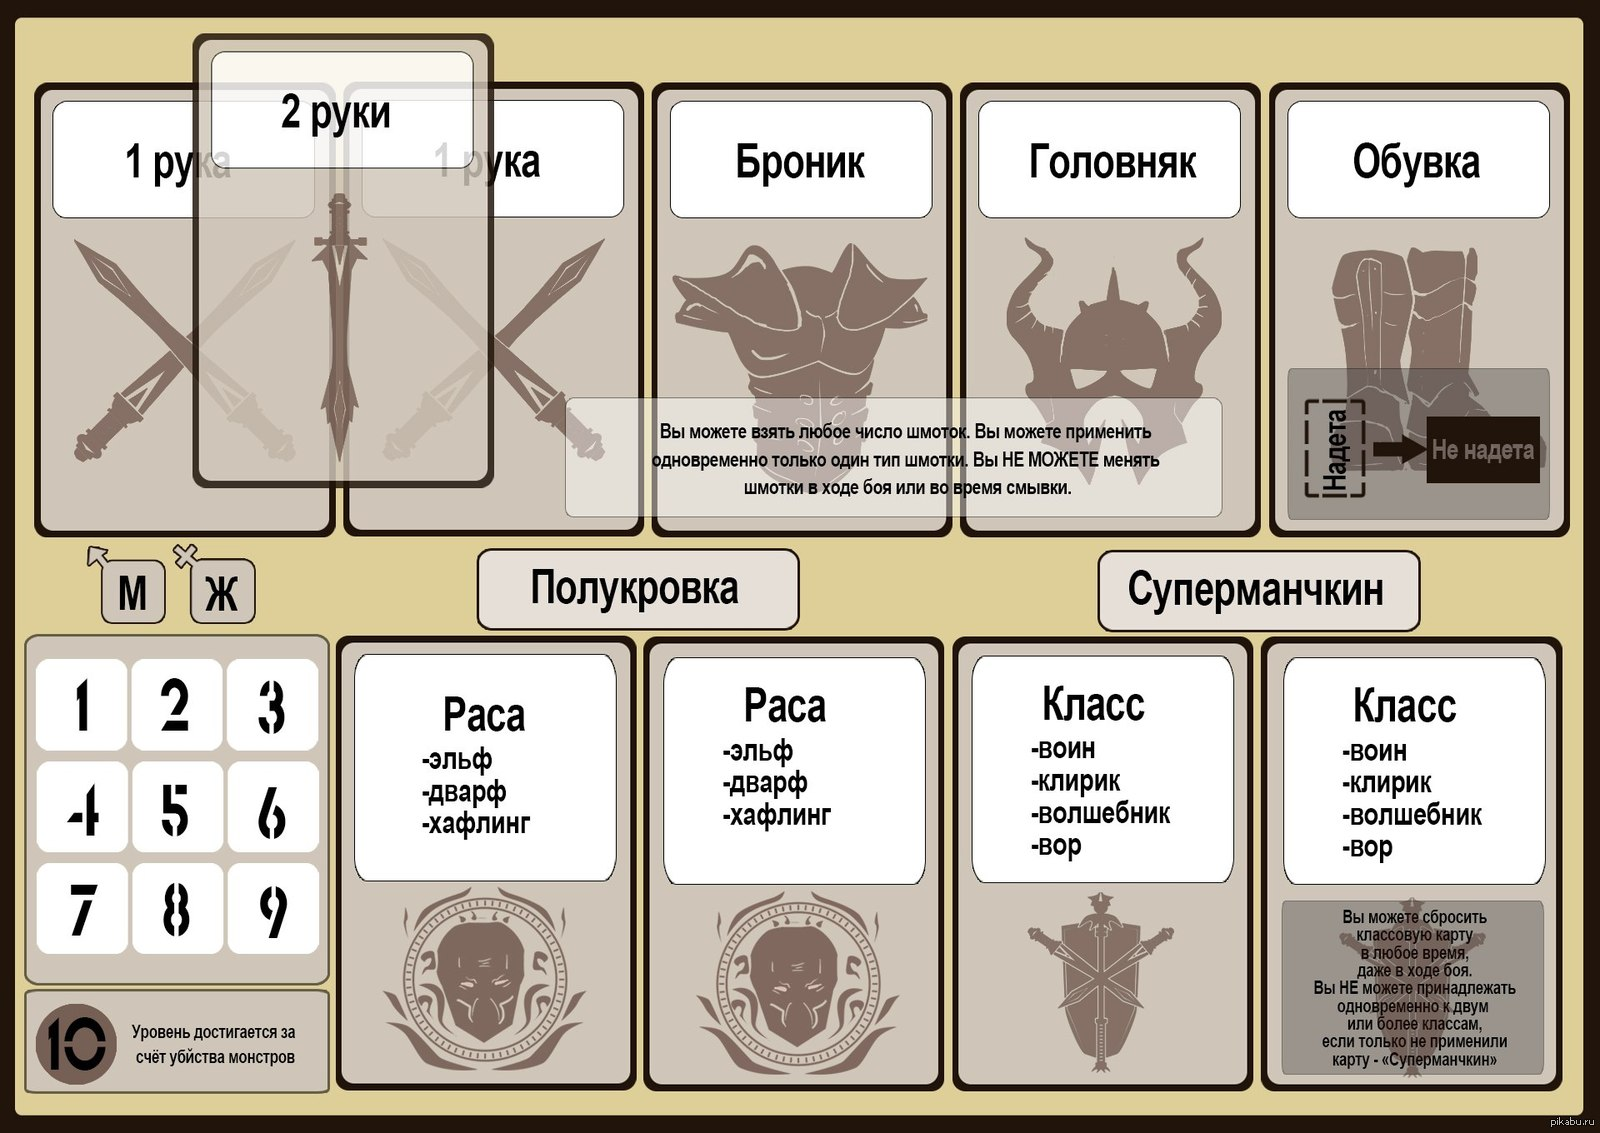 2 руки
1 рука
1 рука
Броник
Головняк
Обувка
Вы можете взять любое число шмоток. Вы можете применить
одновременно только один тип шмотки. Вы НЕ МОЖЕТЕ менять
шмотки в ходе боя или во время смывки.
Надета
Не надета
М
Ж
Полукровка
Суперманчкин
1 2 3
4 5 6
7 8 9
10
Уровень достигается за
счёт убйства монстров
Раса
-эльф
-дварф
-хафлинг
Раса
-эльф
-дварф
-хафлинг
Класс
-воин
-клирик
-волшебник
-вор
Класс
-воин
-клирик
-волшебник
-вор
Вы можете сбросить
классовую карту
в любое время,
даже в ходе боя.
Вы НЕ можете принадлежать
одновременно к двум
или более классам,
если только не применили
карту - «Суперманчкин»
pikabu.ru